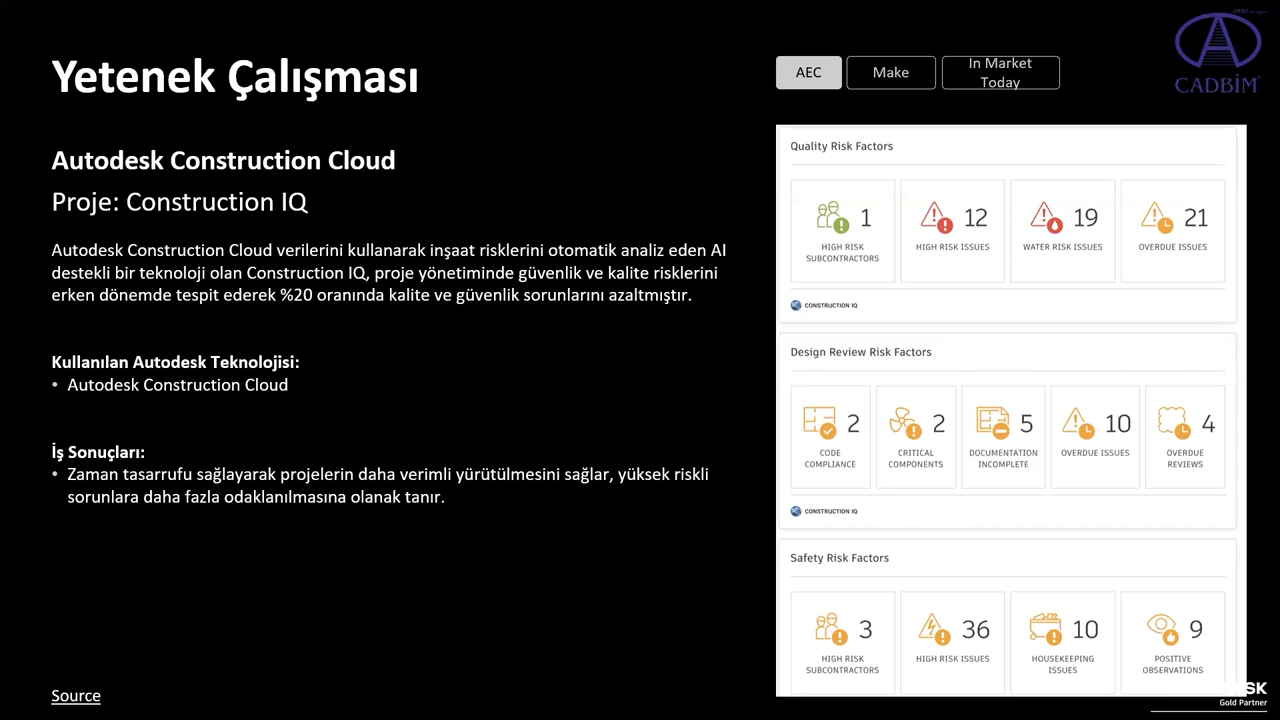 Yetenek Çalışması
AEC
Make
In Market
Today
CADBİM
Autodesk Construction Cloud
Proje: Construction IQ
Autodesk Construction Cloud verilerini kullanarak inşaat risklerini otomatik analiz eden AI
destekli bir teknoloji olan Construction IQ, proje yönetiminde güvenlik ve kalite risklerini
erken dönemde tespit ederek %20 oranında kalite ve güvenlik sorunlarını azaltmıştır.
Kullanılan Autodesk Teknolojisi:
• Autodesk Construction Cloud
İş Sonuçları:
• Zaman tasarrufu sağlayarak projelerin daha verimli yürütülmesini sağlar, yüksek riskli
sorunlara daha fazla odaklanılmasına olanak tanır.
Source
Quality Risk Factors
1
HIGH RISK
SUBCONTRACTORS
12
HIGH RISK ISSUES
19
WATER RISK ISSUES
21
OVERDUE ISSUES
CONSTRUCTION IQ
Design Review Risk Factors
2
CODE
COMPLIANCE
2
CRITICAL
COMPONENTS
5
DOCUMENTATION
INCOMPLETE
10
OVERDUE ISSUES
4
OVERDUE
REVIEWS
CONSTRUCTION IQ
Safety Risk Factors
3
HIGH RISK
SUBCONTRACTORS
36
HIGH RISK ISSUES
10
HOUSEKEEPING
ISSUES
9
POSITIVE
OBSERVATIONS
SK
Gold Partner